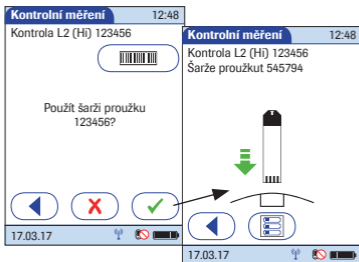 Kontrolní měření 12:48
Kontrola L2 (Hi) 123456
Použít šarži proužku
123456?
17.03.17
Kontrolní měření 12:48
Kontrola L2 (Hi) 123456
Šarže proužkut 545794
17.03.17